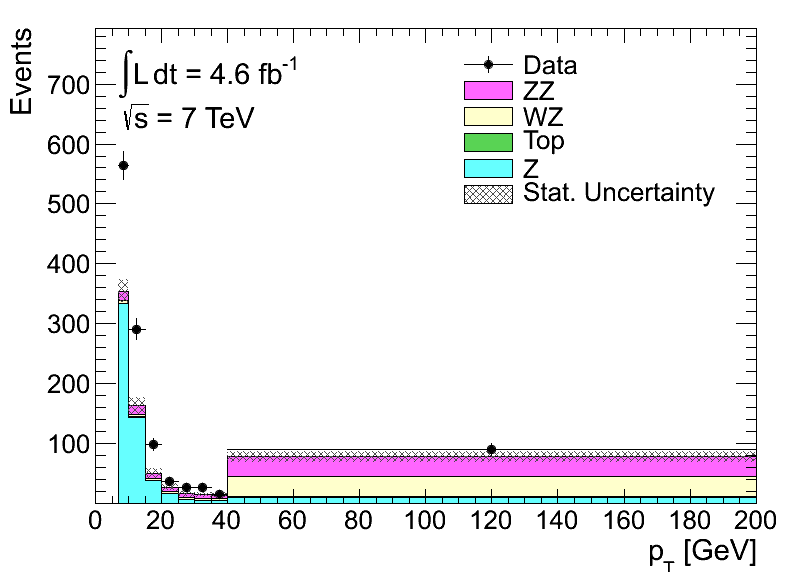 Events
∫L dt = 4.6 fb⁻¹
√s = 7 TeV
Data
ZZ
WZ
Top
Z
Stat. Uncertainty
700
600
500
400
300
200
100
0 20 40 60 80 100 120 140 160 180 200
p_T [GeV]